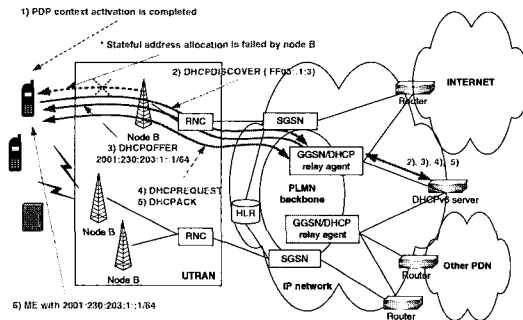 1) PDP context activation is completed
* Stateful address allocation is failed by node B
2) DHCPDISCOVER ( FF05::1:3)
INTERNET
Router
RNC
SGSN
Node B
3) DHCPOFFER
2001:230:203:1::1/64
GGSN/DHCP
relay agent
2). 3). 4). 5)
4) DHCPREQUEST
5) DHCPACK
PLMN
backbone
DHCPv6 server
Node B
HLR
GGSN/DHCP
relay agent
RNC
Node B
UTRAN
SGSN
Router
Other PDN
IP network
Router
6) ME with 2001:230:203:1::1/64